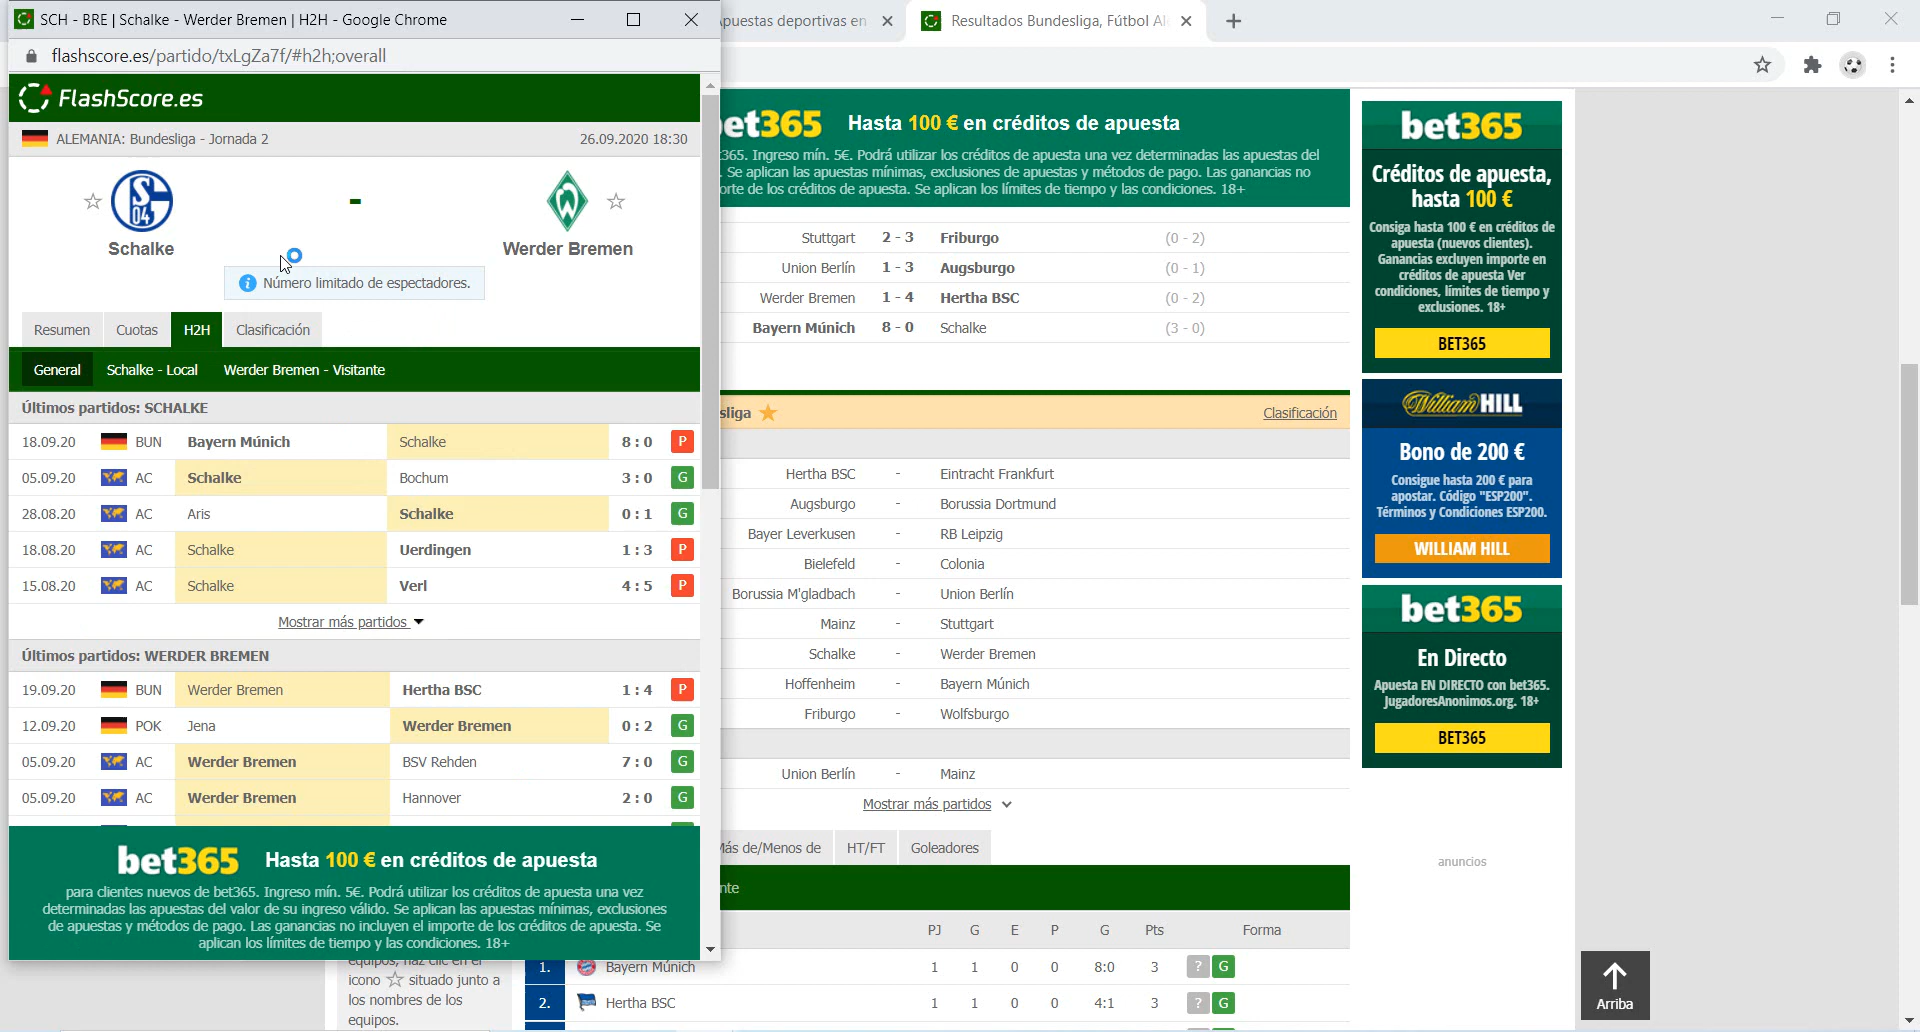 SCH - BRE | Schalke - Werder Bremen | H2H - Google Chrome
flashscore.es/partido/txLgZa7f/#h2h;overall
FlashScore.es
ALEMANIA: Bundesliga - Jornada 2
26.09.2020 18:30
S 04
W
-
Schalke
Werder Bremen
Número limitado de espectadores.
Resumen
Cuotas
H2H
Clasificación
General
Schalke - Local
Werder Bremen - Visitante
Últimos partidos: SCHALKE
18.09.20 BUN Bayern Múnich Schalke 8 : 0 P
05.09.20 AC Schalke Bochum 3 : 0 G
28.08.20 AC Aris Schalke 0 : 1 G
18.08.20 AC Schalke Uerdingen 1 : 3 P
15.08.20 AC Schalke Verl 4 : 5 P
Mostrar más partidos
Últimos partidos: WERDER BREMEN
19.09.20 BUN Werder Bremen Hertha BSC 1 : 4 P
12.09.20 POK Jena Werder Bremen 0 : 2 G
05.09.20 AC Werder Bremen BSV Rehden 7 : 0 G
05.09.20 AC Werder Bremen Hannover 2 : 0 G
bet365 Hasta 100 € en créditos de apuesta
para clientes nuevos de bet365. Ingreso mín. 5€. Podrá utilizar los créditos de apuesta una vez
determinadas las apuestas del valor de su ingreso válido. Se aplican las apuestas mínimas, exclusiones
de apuestas y métodos de pago. Las ganancias no incluyen el importe de los créditos de apuesta. Se
aplican los límites de tiempo y las condiciones. 18+
equipos, haz clic en el
icono situado junto a
los nombres de los
equipos.
puestas deportivas en
Resultados Bundesliga, Fútbol Al
bet365 Hasta 100 € en créditos de apuesta
365. Ingreso mín. 5€. Podrá utilizar los créditos de apuesta una vez determinadas las apuestas del
. Se aplican las apuestas mínimas, exclusiones de apuestas y métodos de pago. Las ganancias no
orte de los créditos de apuesta. Se aplican los límites de tiempo y las condiciones. 18+
Stuttgart 2 - 3 Friburgo (0 - 2)
Union Berlín 1 - 3 Augsburgo (0 - 1)
Werder Bremen 1 - 4 Hertha BSC (0 - 2)
Bayern Múnich 8 - 0 Schalke (3 - 0)
sliga
Clasificación
Hertha BSC - Eintracht Frankfurt
Augsburgo - Borussia Dortmund
Bayer Leverkusen - RB Leipzig
Bielefeld - Colonia
Borussia M'gladbach - Union Berlín
Mainz - Stuttgart
Schalke - Werder Bremen
Hoffenheim - Bayern Múnich
Friburgo - Wolfsburgo
Union Berlín - Mainz
Mostrar más partidos
Más de/Menos de
HT/FT
Goleadores
nte
PJ G E P G Pts Forma
1. Bayern Múnich 1 1 0 0 8:0 3 ? G
2. Hertha BSC 1 1 0 0 4:1 3 ? G
bet365
Créditos de apuesta,
hasta 100 €
Consiga hasta 100 € en créditos de
apuesta (nuevos clientes).
Ganancias excluyen importe en
créditos de apuesta Ver
condiciones, límites de tiempo y
exclusiones. 18+
BET365
William HILL
Bono de 200 €
Consigue hasta 200 € para
apostar. Código "ESP200".
Términos y Condiciones ESP200.
WILLIAM HILL
bet365
En Directo
Apuesta EN DIRECTO con bet365.
JugadoresAnonimos.org. 18+
BET365
anuncios
Arriba